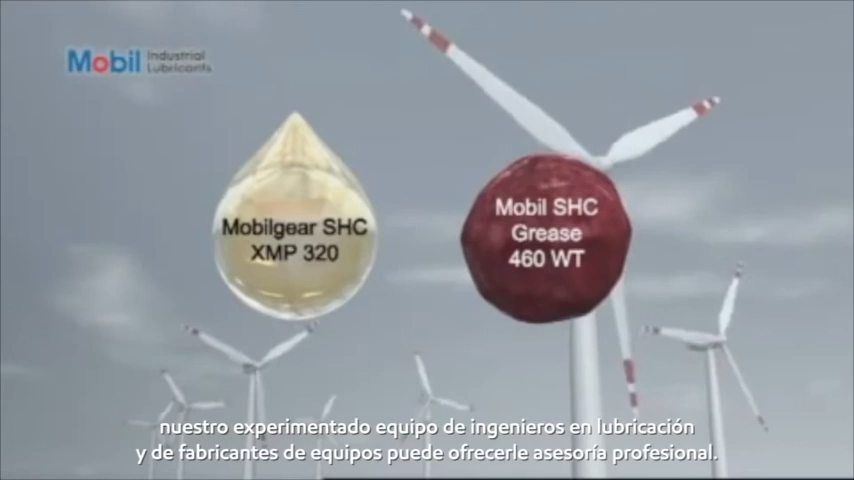 Mobil Industrial
Lubricants
Mobilgear SHC
XMP 320
Mobil SHC
Grease
460 WT
nuestro experimentado equipo de ingenieros en lubricación
y de fabricantes de equipos puede ofrecerle asesoría profesional.